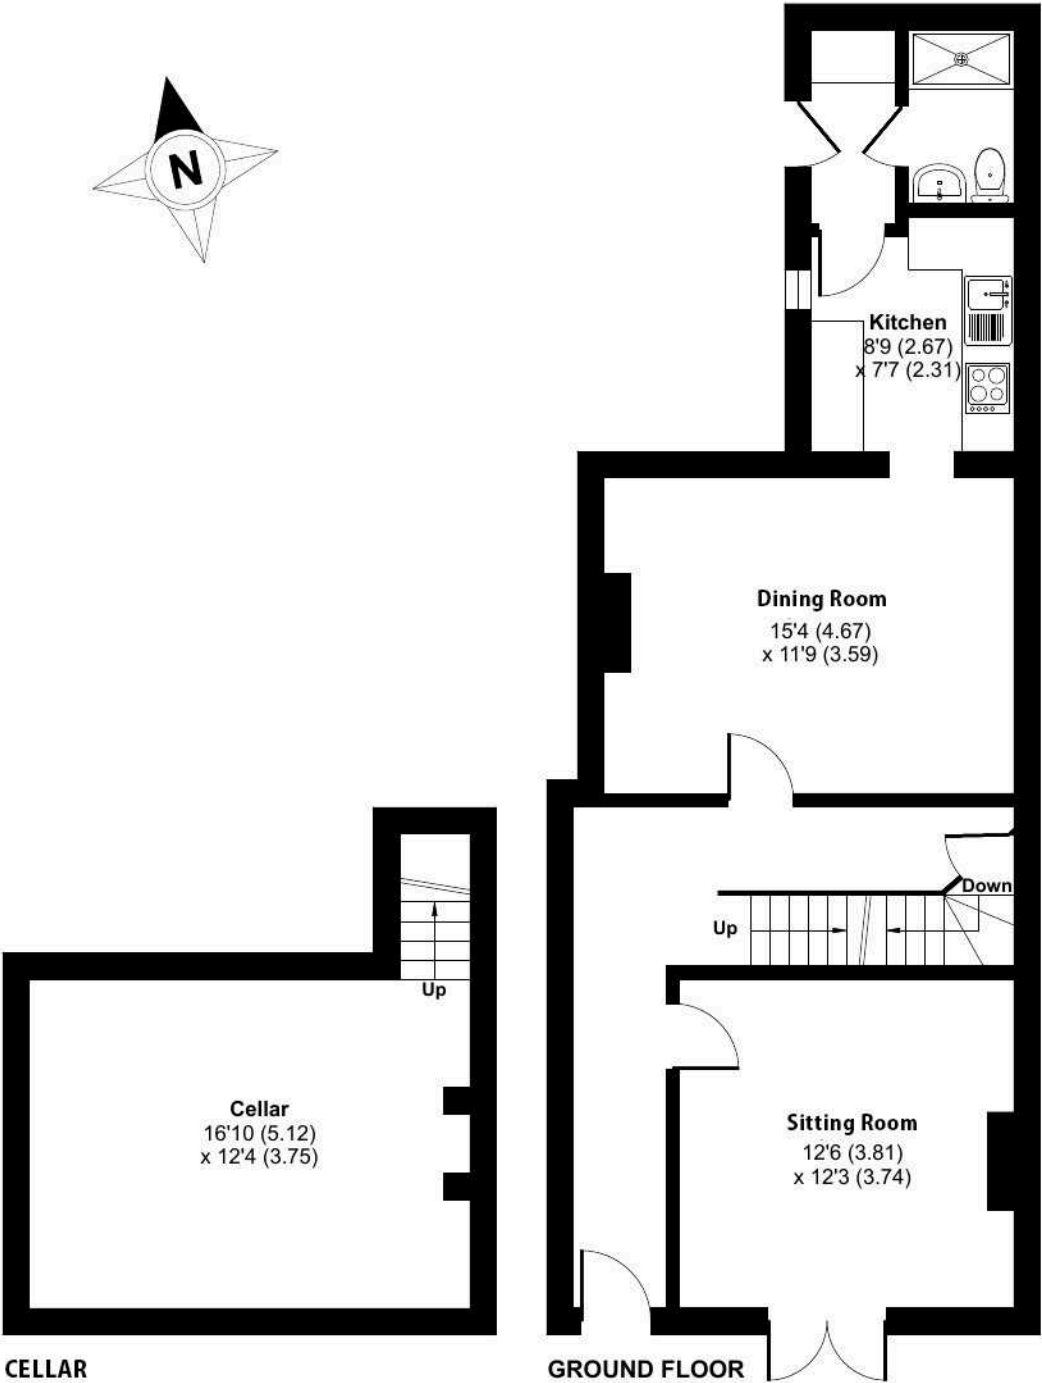 N
Kitchen
8'9 (2.67)
x 7'7 (2.31)
Dining Room
15'4 (4.67)
x 11'9 (3.59)
Down
Up
Up
Cellar
16'10 (5.12)
x 12'4 (3.75)
Sitting Room
12'6 (3.81)
x 12'3 (3.74)
CELLAR
GROUND FLOOR